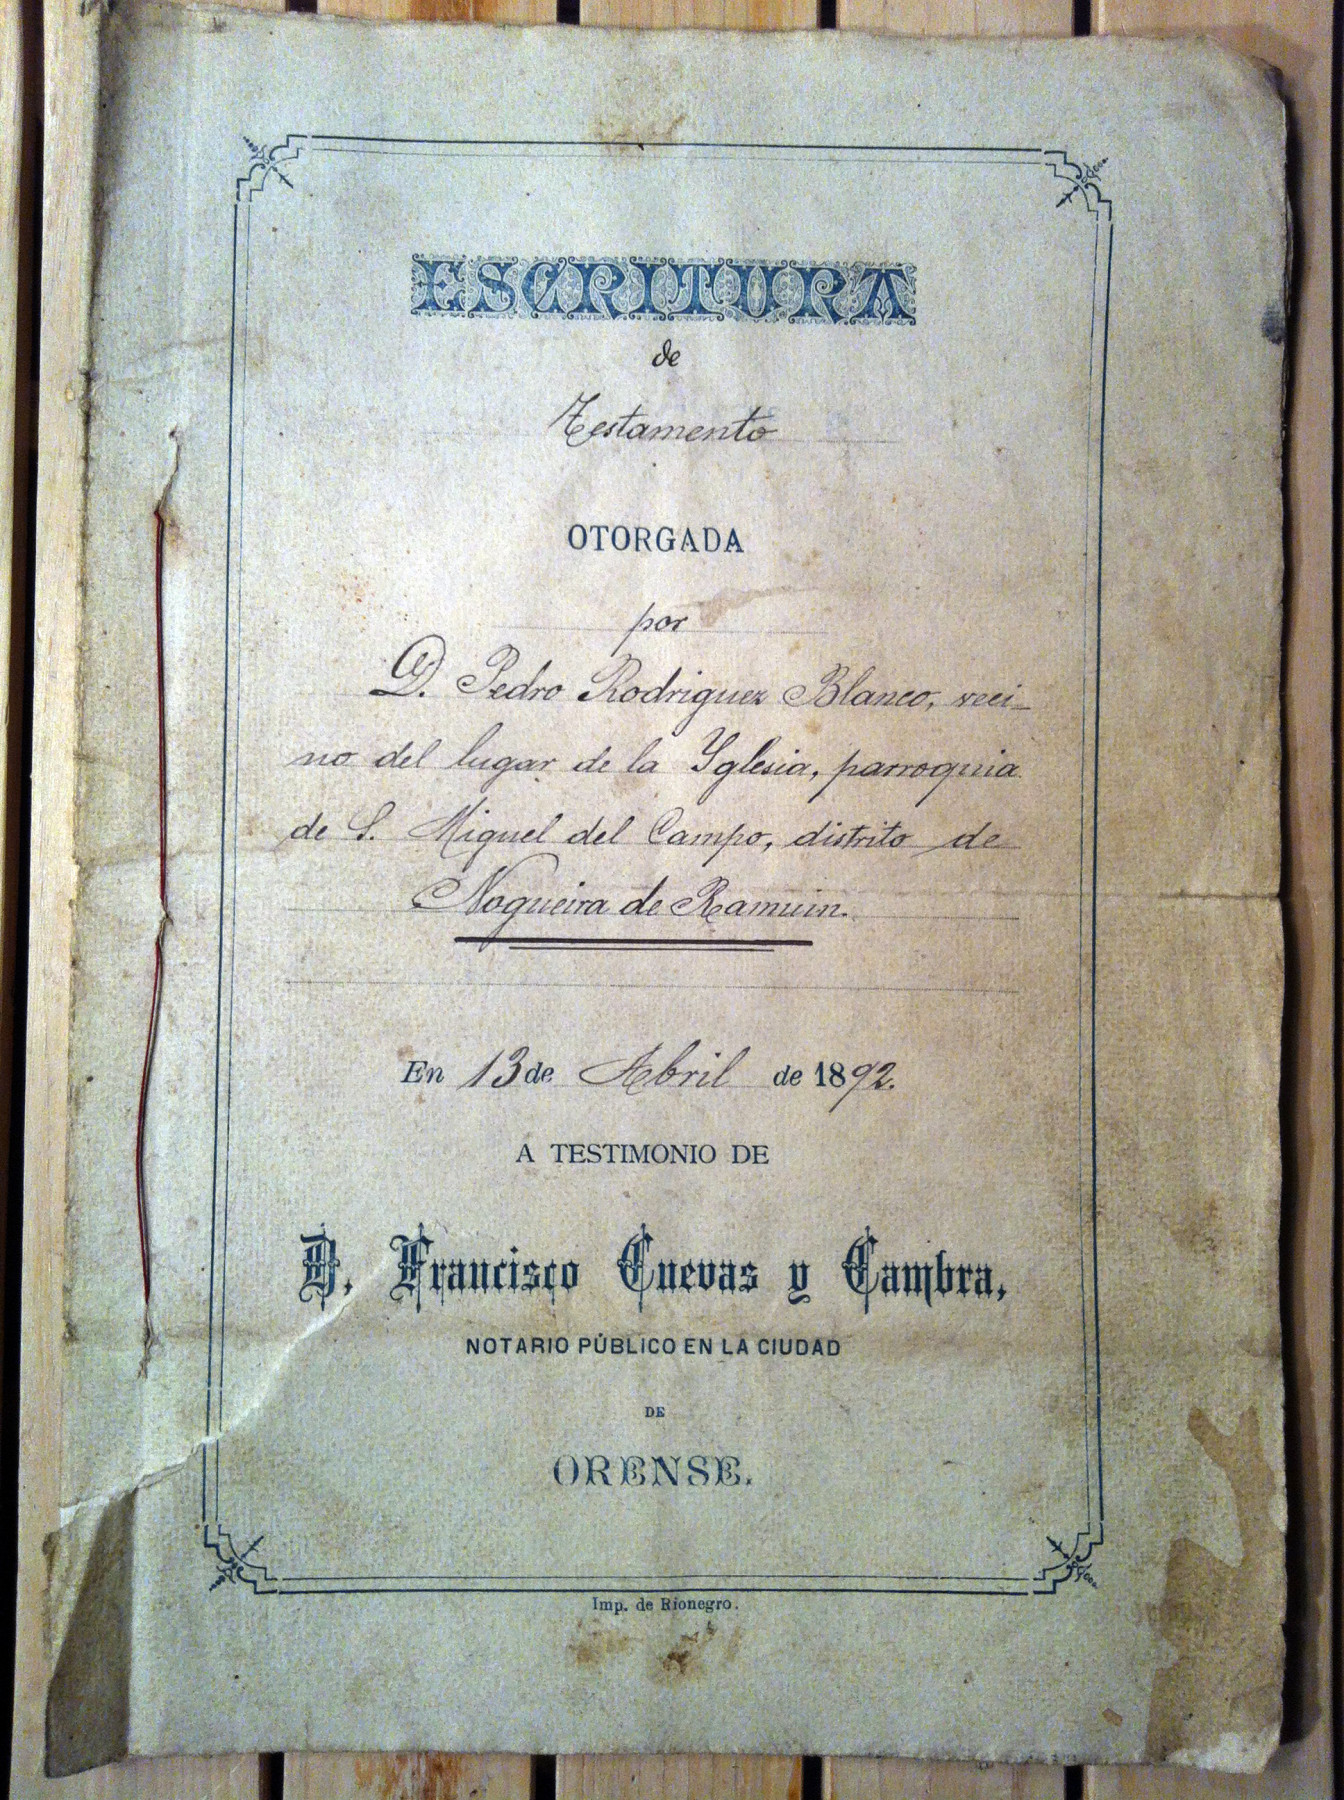 ESCRITURA
de
Testamento
OTORGADA
por
D. Pedro Rodriguez Blanco, veci-
no del lugar de la Yglesia, parroquia
de S. Miguel del Campo, distrito de
Nogueira de Ramuin.
En 13 de Abril de 1892.
A TESTIMONIO DE
D. Francisco Cuevas y Cambra,
NOTARIO PÚBLICO EN LA CIUDAD
DE
ORENSE.
Imp. de Rionegro.